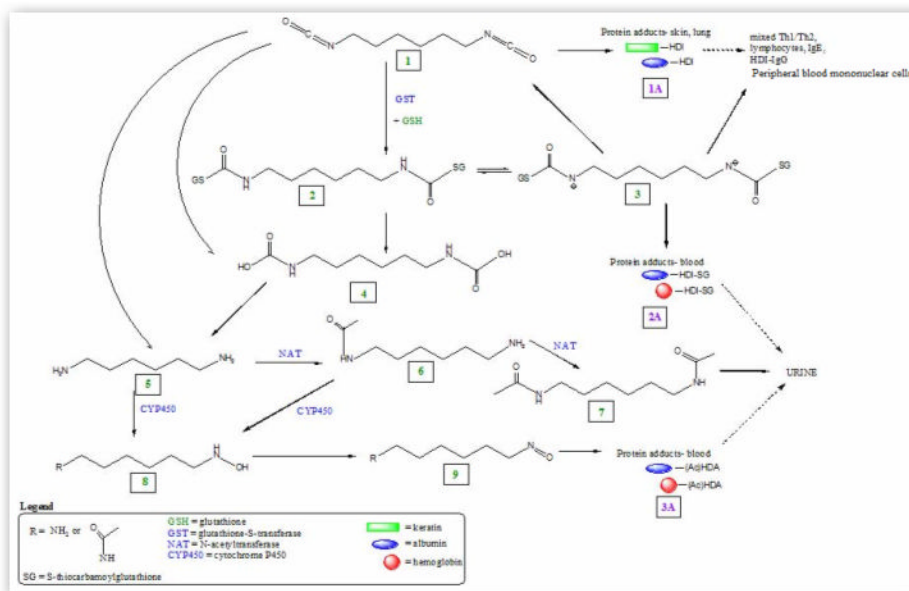 O=C=N N=C=O
1
Protein adducts- skin, lung
—HDI
—HDI
1A
mixed Th1/Th2,
lymphocytes, IgE,
HDI-IgG
Peripheral blood mononuclear cells
GST
+ GSH
GS O N H
2
H N O SG
GS O N
3
N O SG
HO O N H
4
H N O OH
Protein adducts- blood
—HDI-SG
—HDI-SG
2A
H₂N NH₂
5
NAT
O NH NH₂
6
NAT
O N H
7
O NH
URINE
CYP450
CYP450
R H N OH
8
R N O
9
Protein adducts- blood
—(Ac)HDA
—(Ac)HDA
3A
Legend
R= NH₂ or O NH
GSH = glutathione
GST = glutathione-S-transferase
NAT = N-acetyltransferase
CYP450 = cytochrome P450
SG = S-thiocarbamoylglutathione
= keratin
= albumin
= hemoglobin